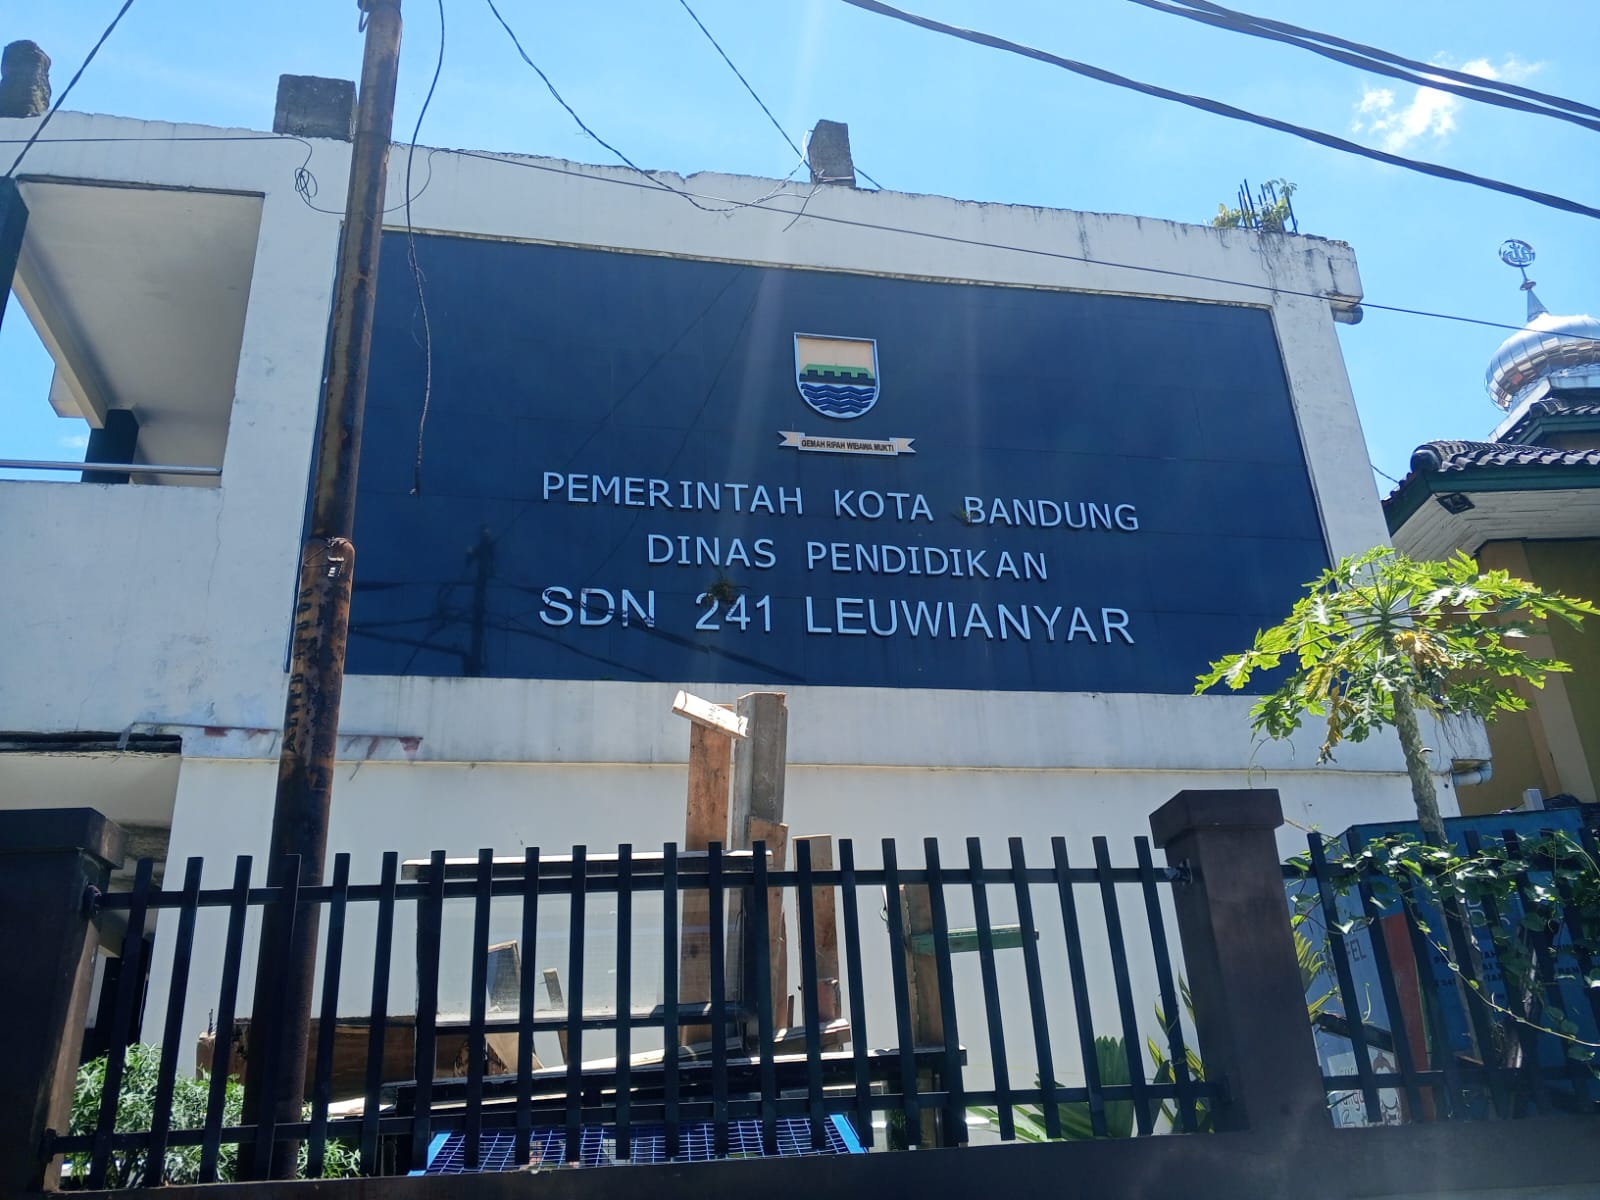 GEMAH RIPAH WIBAWA MUKTI
PEMERINTAH KOTA BANDUNG
DINAS PENDIDIKAN
SDN 241 LEUWIANYAR